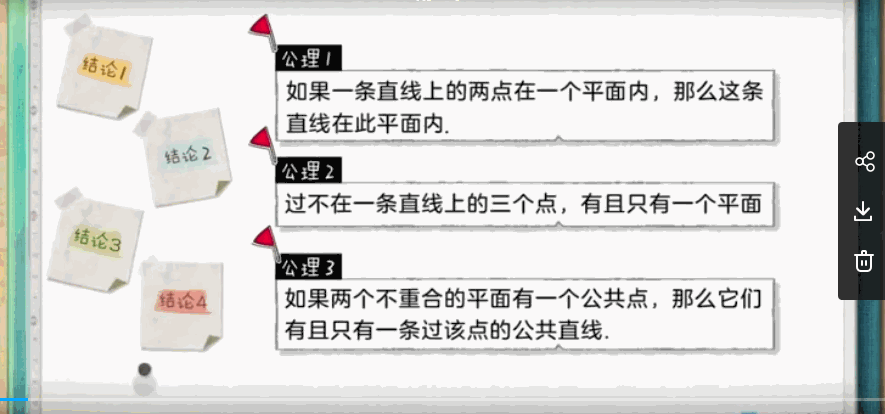 结论1
结论2
结论3
结论4
公理1
如果一条直线上的两点在一个平面内，那么这条
直线在此平面内.
公理2
过不在一条直线上的三个点，有且只有一个平面
公理3
如果两个不重合的平面有一个公共点，那么它们
有且只有一条过该点的公共直线.